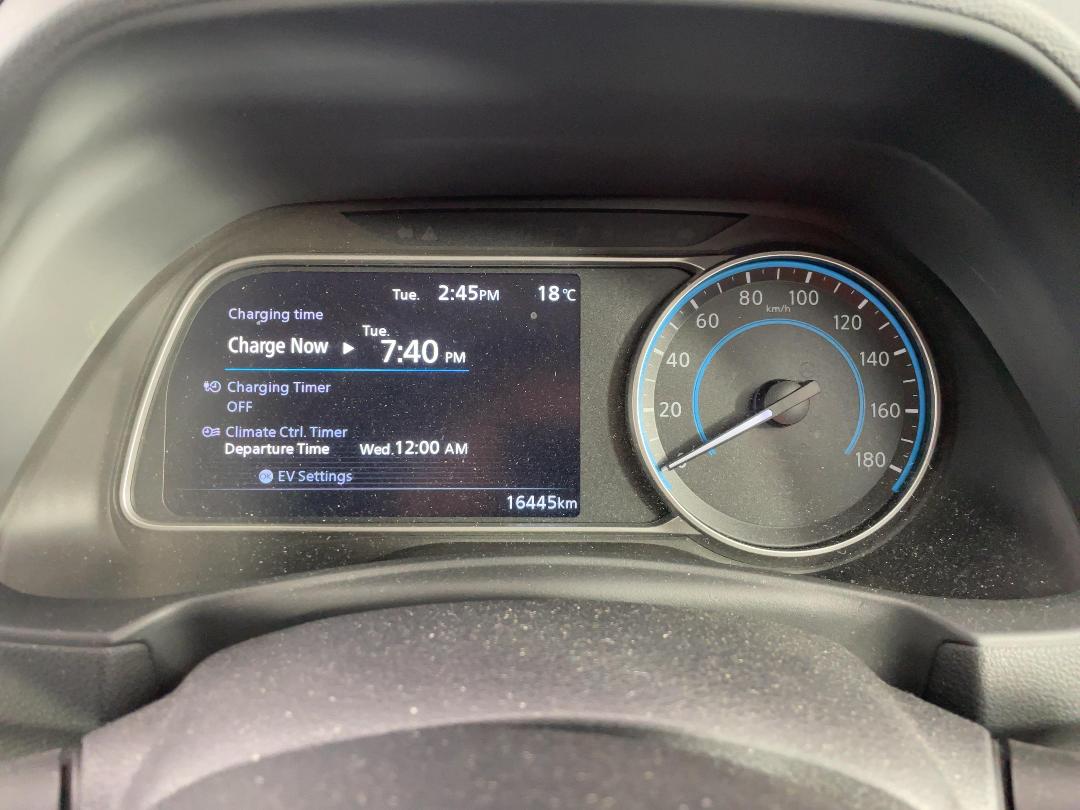 Tue. 2:45PM 18°C
Charging time
Charge Now ▶ Tue. 7:40 PM
Charging Timer
OFF
Climate Ctrl. Timer
Departure Time Wed. 12:00 AM
OK EV Settings
16445km
20
40
60
80
100
120
140
160
180
km/h